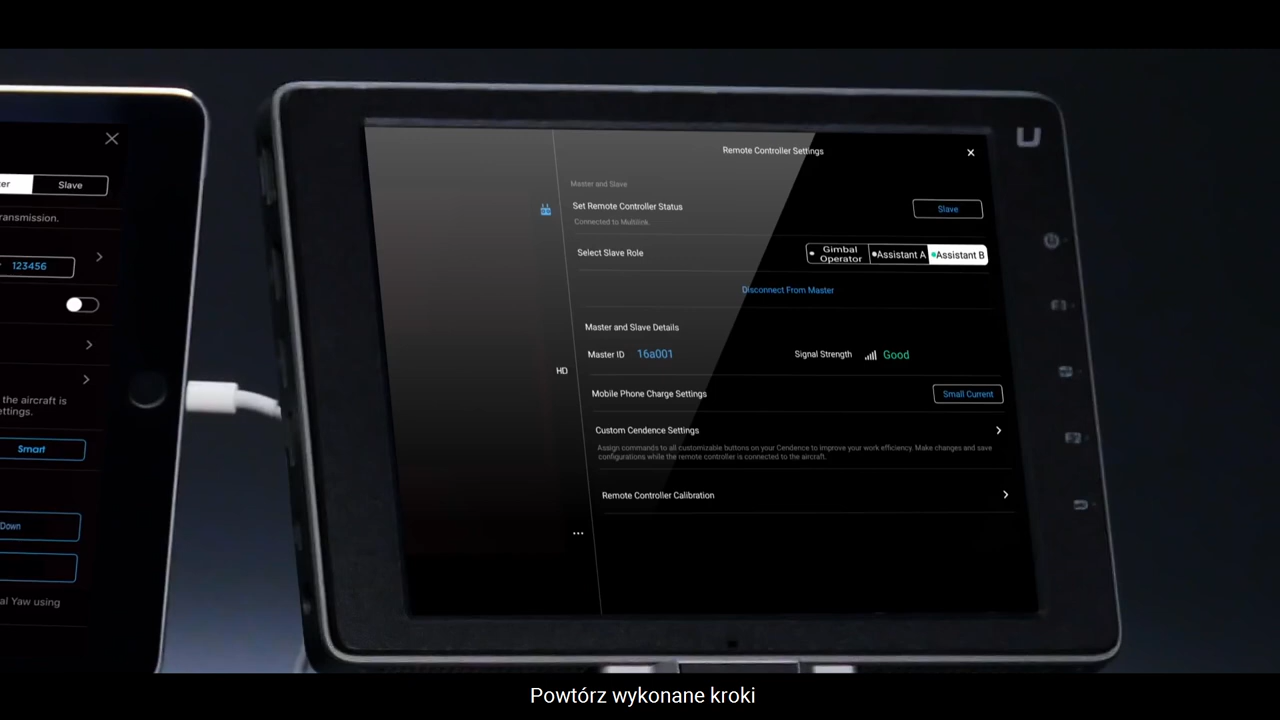 er
Slave
ransmission.
123456
the aircraft is
ettings.
Smart
Down
al Yaw using
Remote Controller Settings
Master and Slave
Set Remote Controller Status
Slave
Connected to Multilink.
Select Slave Role
Gimbal
Operator
Assistant A
Assistant B
Disconnect From Master
Master and Slave Details
Master ID
16a001
Signal Strength
Good
HD
Mobile Phone Charge Settings
Small Current
Custom Cendence Settings
Assign commands to all customizable buttons on your Cendence to improve your work efficiency. Make changes and save
configurations while the remote controller is connected to the aircraft.
Remote Controller Calibration
Powtórz wykonane kroki